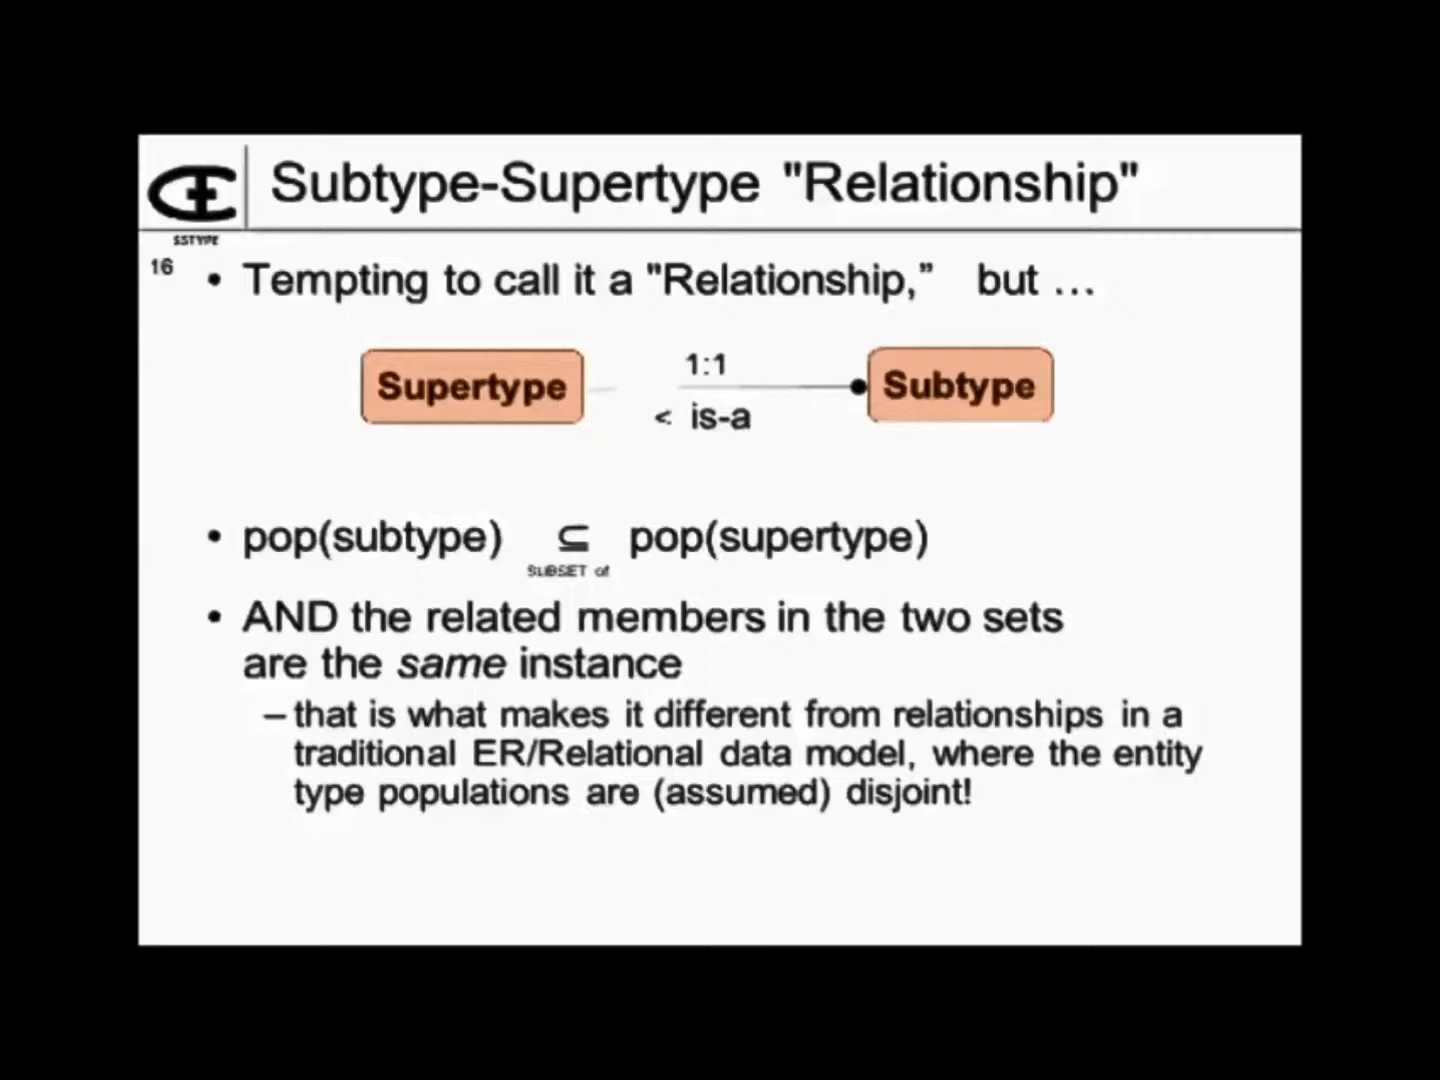 Subtype-Supertype "Relationship"
SSTYPE
16
• Tempting to call it a "Relationship,” but ...
Supertype
1:1
< is-a
Subtype
• pop(subtype) ⊆ pop(supertype)
SUBSET of
• AND the related members in the two sets
are the same instance
– that is what makes it different from relationships in a
traditional ER/Relational data model, where the entity
type populations are (assumed) disjoint!